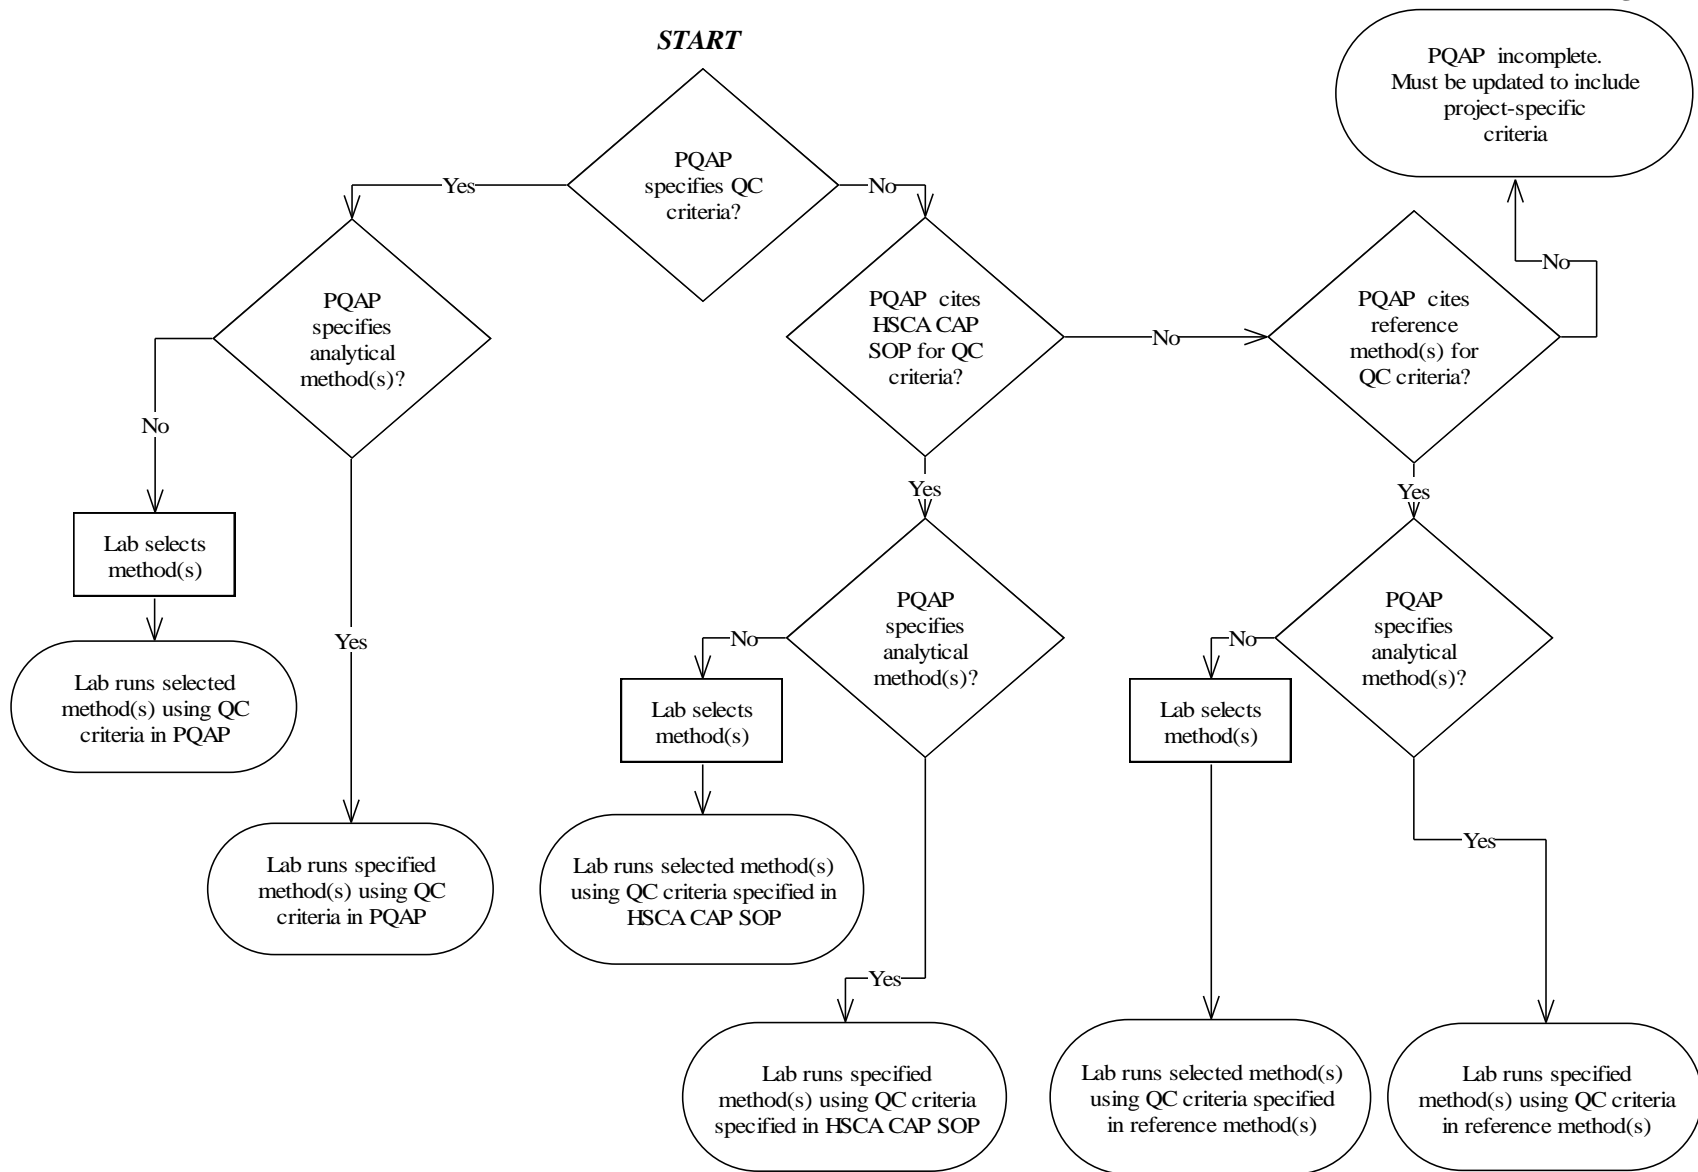 START
PQAP incomplete.
Must be updated to include
project-specific
criteria
PQAP
specifies QC
criteria?
Yes
No
PQAP
specifies
analytical
method(s)?
PQAP cites
HSCA CAP
SOP for QC
criteria?
No
PQAP cites
reference
method(s) for
QC criteria?
No
No
Yes
Yes
Yes
Lab selects
method(s)
Lab runs selected
method(s) using QC
criteria in PQAP
Lab runs specified
method(s) using QC
criteria in PQAP
PQAP
specifies
analytical
method(s)?
No
Lab selects
method(s)
Lab runs selected method(s)
using QC criteria specified in
HSCA CAP SOP
Yes
Lab runs specified
method(s) using QC criteria
specified in HSCA CAP SOP
PQAP
specifies
analytical
method(s)?
No
Lab selects
method(s)
Lab runs selected method(s)
using QC criteria specified
in reference method(s)
Yes
Lab runs specified
method(s) using QC criteria
in reference method(s)